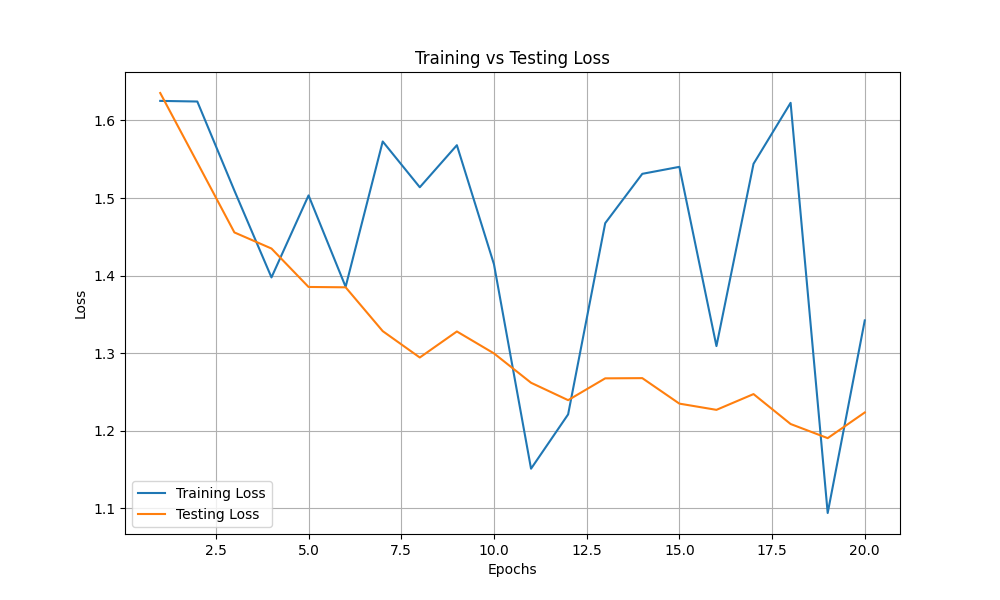 Training vs Testing Loss
1.6
1.5
1.4
1.3
1.2
1.1
Loss
Training Loss
Testing Loss
2.5 5.0 7.5 10.0 12.5 15.0 17.5 20.0
Epochs